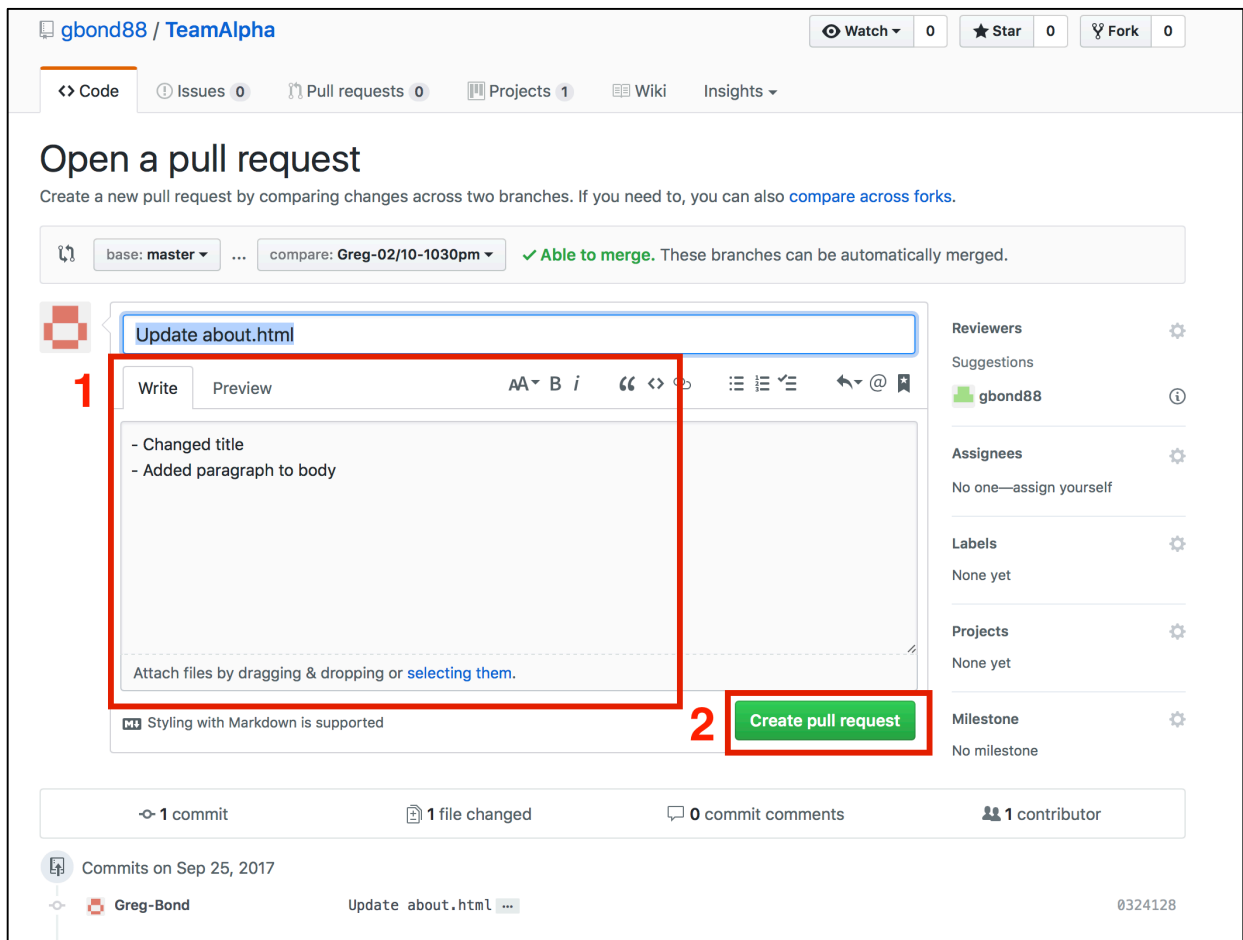 gbond88 / TeamAlpha
Watch 0 Star 0 Fork 0
Code Issues 0 Pull requests 0 Projects 1 Wiki Insights
Open a pull request
Create a new pull request by comparing changes across two branches. If you need to, you can also compare across forks.
base: master ... compare: Greg-02/10-1030pm Able to merge. These branches can be automatically merged.
Update about.html
1
Write Preview AA B i “ <> @
- Changed title
- Added paragraph to body
Attach files by dragging & dropping or selecting them.
Styling with Markdown is supported
2
Create pull request
Reviewers
Suggestions
gbond88
Assignees
No one—assign yourself
Labels
None yet
Projects
None yet
Milestone
No milestone
1 commit 1 file changed 0 commit comments 1 contributor
Commits on Sep 25, 2017
Greg-Bond Update about.html ... 0324128